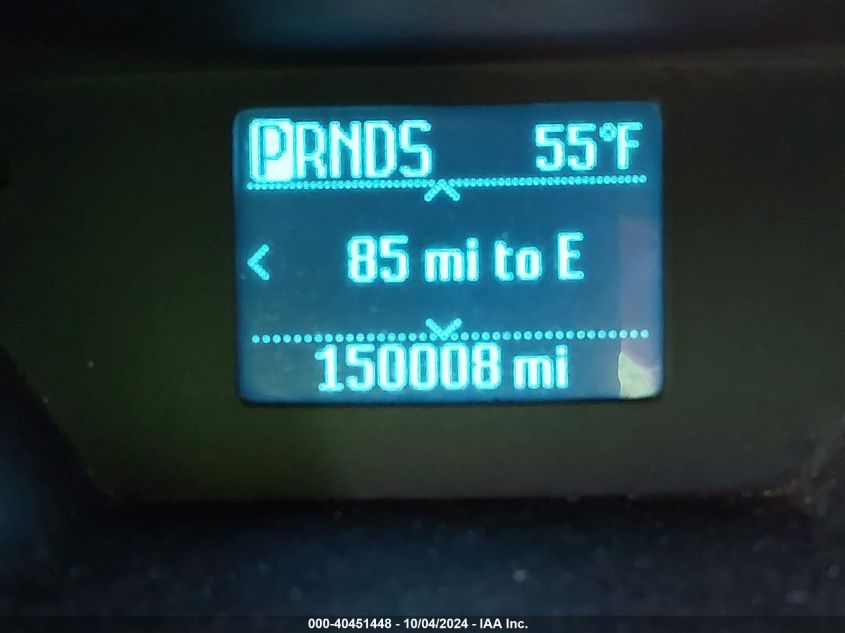 PRNDS 55°F
85 mi to E
150008 mi
000-40451448 - 10/04/2024 - IAA Inc.